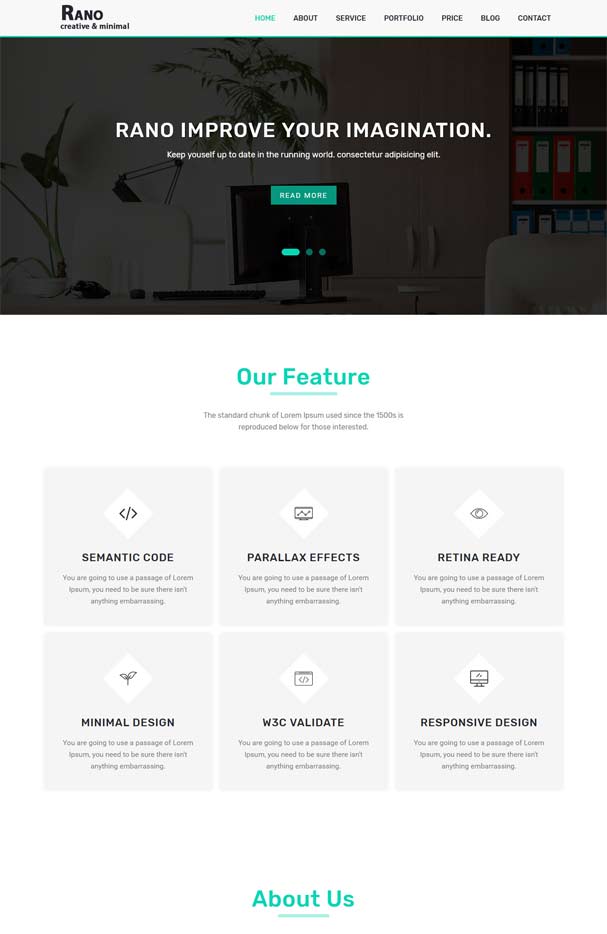 RANO
creative & minimal
HOME ABOUT SERVICE PORTFOLIO PRICE BLOG CONTACT
RANO IMPROVE YOUR IMAGINATION.
Keep youself up to date in the running world. consectetur adipisicing elit.
READ MORE
Our Feature
The standard chunk of Lorem Ipsum used since the 1500s is
reproduced below for those interested.
SEMANTIC CODE
You are going to use a passage of Lorem
Ipsum, you need to be sure there isn't
anything embarrassing.
PARALLAX EFFECTS
You are going to use a passage of Lorem
Ipsum, you need to be sure there isn't
anything embarrassing.
RETINA READY
You are going to use a passage of Lorem
Ipsum, you need to be sure there isn't
anything embarrassing.
MINIMAL DESIGN
You are going to use a passage of Lorem
Ipsum, you need to be sure there isn't
anything embarrassing.
W3C VALIDATE
You are going to use a passage of Lorem
Ipsum, you need to be sure there isn't
anything embarrassing.
RESPONSIVE DESIGN
You are going to use a passage of Lorem
Ipsum, you need to be sure there isn't
anything embarrassing.
About Us